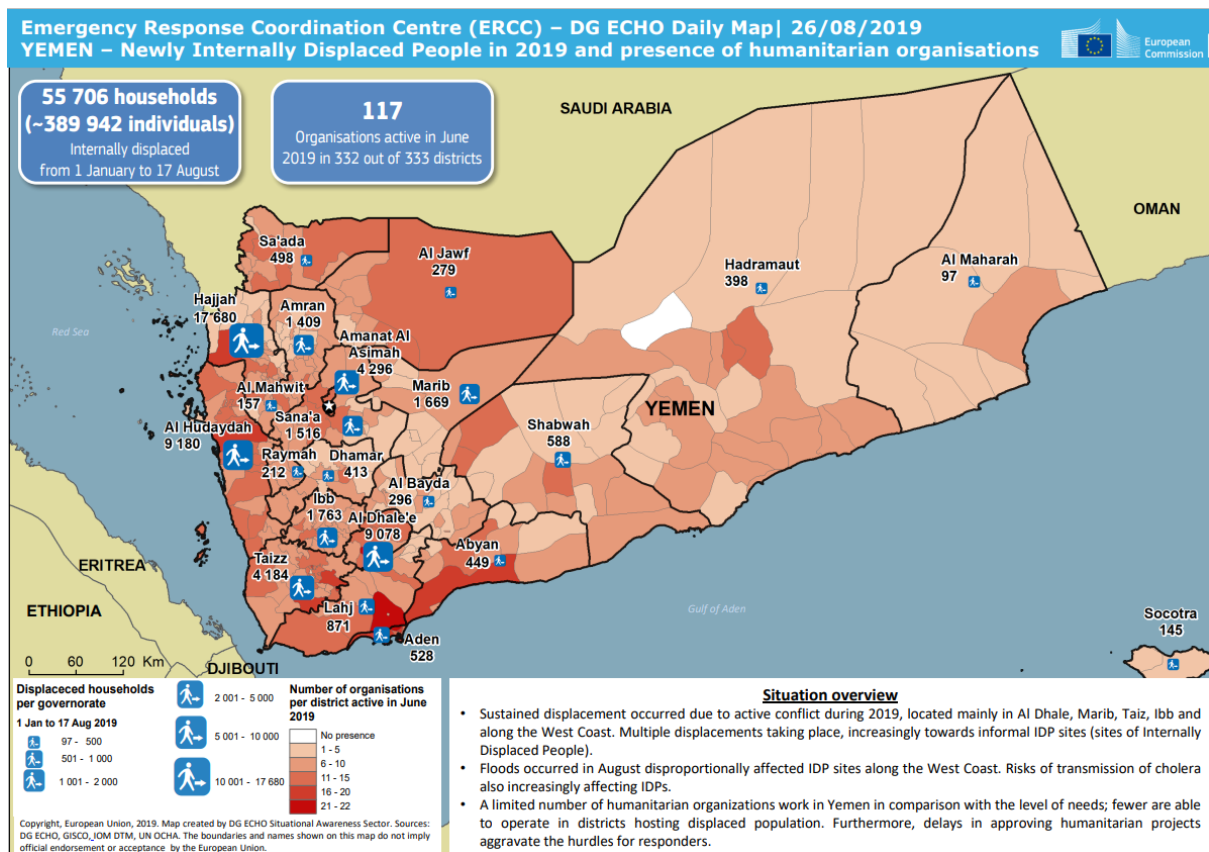 Emergency Response Coordination Centre (ERCC) – DG ECHO Daily Map| 26/08/2019
YEMEN – Newly Internally Displaced People in 2019 and presence of humanitarian organisations
European
Commission
55 706 households
(~389 942 individuals)
Internally displaced
from 1 January to 17 August
117
Organisations active in June
2019 in 332 out of 333 districts
SAUDI ARABIA
OMAN
Sa'ada
498
Al Jawf
279
Hadramaut
398
Al Maharah
97
Hajjah
17 680
Amran
1 409
Red Sea
Amanat Al
Asimah
4 296
Marib
1 669
Al Mahwit
157
Sana'a
1 516
YEMEN
Al Hudaydah
9 180
Shabwah
588
Raymah
212
Dhamar
413
Al Bayda
296
Ibb
1 763
Al Dhale'e
9 078
Abyan
449
Taizz
4 184
ERITREA
ETHIOPIA
Lahj
871
Aden
528
Gulf of Aden
Socotra
145
0 60 120 Km
DJIBOUTI
Displaceced households
per governorate
1 Jan to 17 Aug 2019
97 - 500
501 - 1 000
1 001 - 2 000
2 001 - 5 000
5 001 - 10 000
10 001 - 17 680
Number of organisations
per district active in June
2019
No presence
1 - 5
6 - 10
11 - 15
16 - 20
21 - 22
Copyright, European Union, 2019. Map created by DG ECHO Situational Awareness Sector. Sources:
DG ECHO, GISCO, IOM DTM, UN OCHA. The boundaries and names shown on this map do not imply
official endorsement or acceptance by the European Union.
Situation overview
• Sustained displacement occurred due to active conflict during 2019, located mainly in Al Dhale, Marib, Taiz, Ibb and
along the West Coast. Multiple displacements taking place, increasingly towards informal IDP sites (sites of Internally
Displaced People).
• Floods occurred in August disproportionally affected IDP sites along the West Coast. Risks of transmission of cholera
also increasingly affecting IDPs.
• A limited number of humanitarian organizations work in Yemen in comparison with the level of needs; fewer are able
to operate in districts hosting displaced population. Furthermore, delays in approving humanitarian projects
aggravate the hurdles for responders.